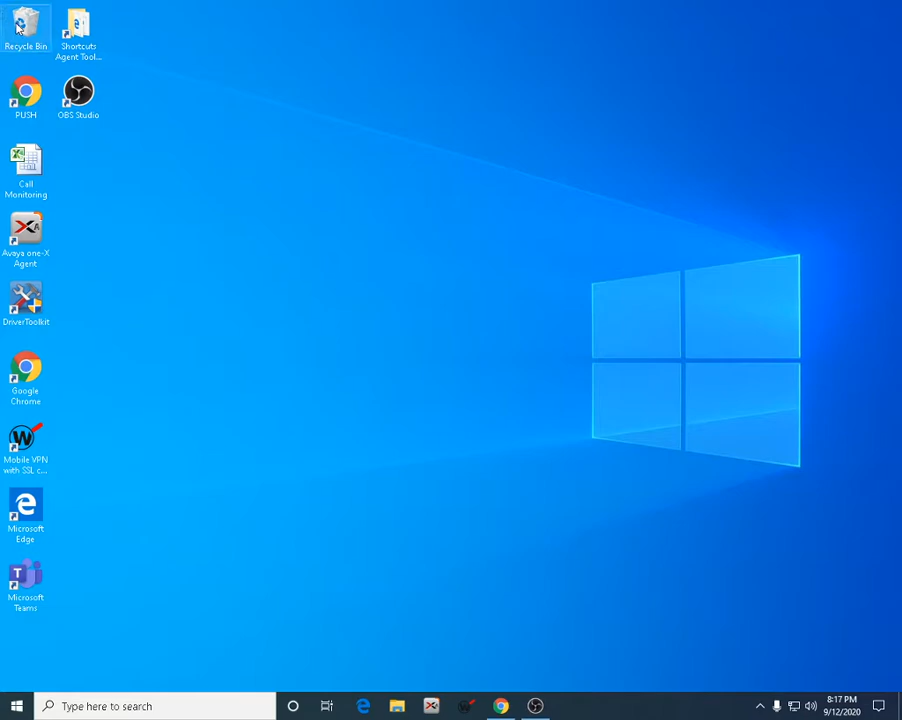 Recycle Bin
Shortcuts
Agent Tool...
PUSH
OBS Studio
Call
Monitoring
Avaya one-X
Agent
DriverToolkit
Google
Chrome
Mobile VPN
with SSL c...
Microsoft
Edge
Microsoft
Teams
Type here to search
8:17 PM
9/12/2020